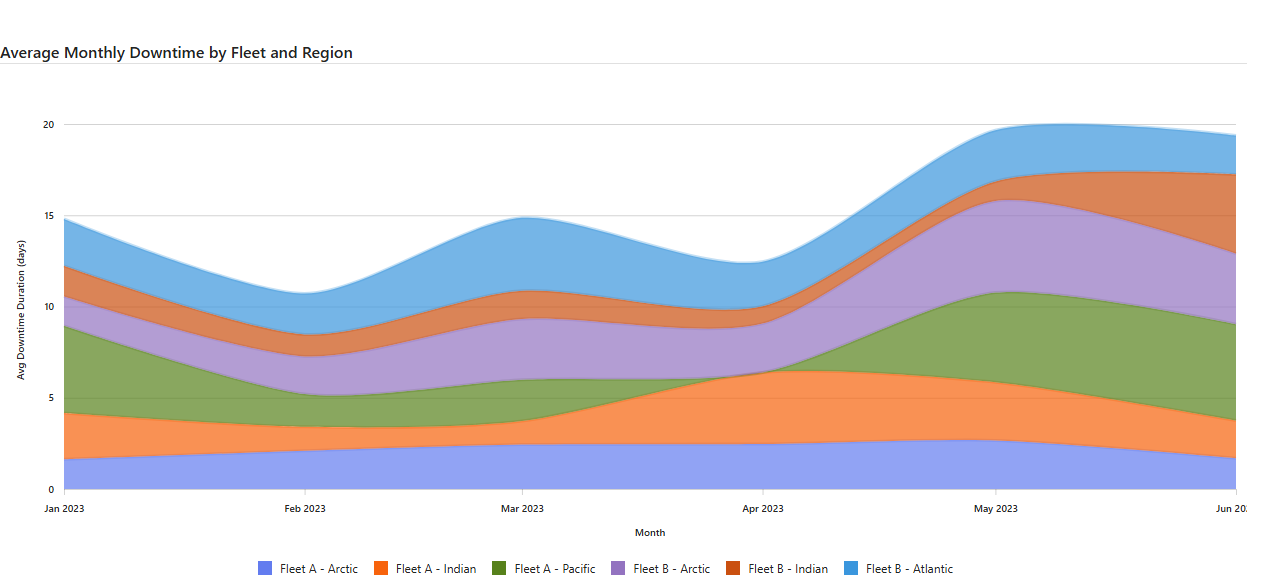 Average Monthly Downtime by Fleet and Region
20
15
10
5
0
Avg Downtime Duration (days)
Jan 2023 Feb 2023 Mar 2023 Apr 2023 May 2023 Jun 20
Month
Fleet A - Arctic Fleet A - Indian Fleet A - Pacific Fleet B - Arctic Fleet B - Indian Fleet B - Atlantic